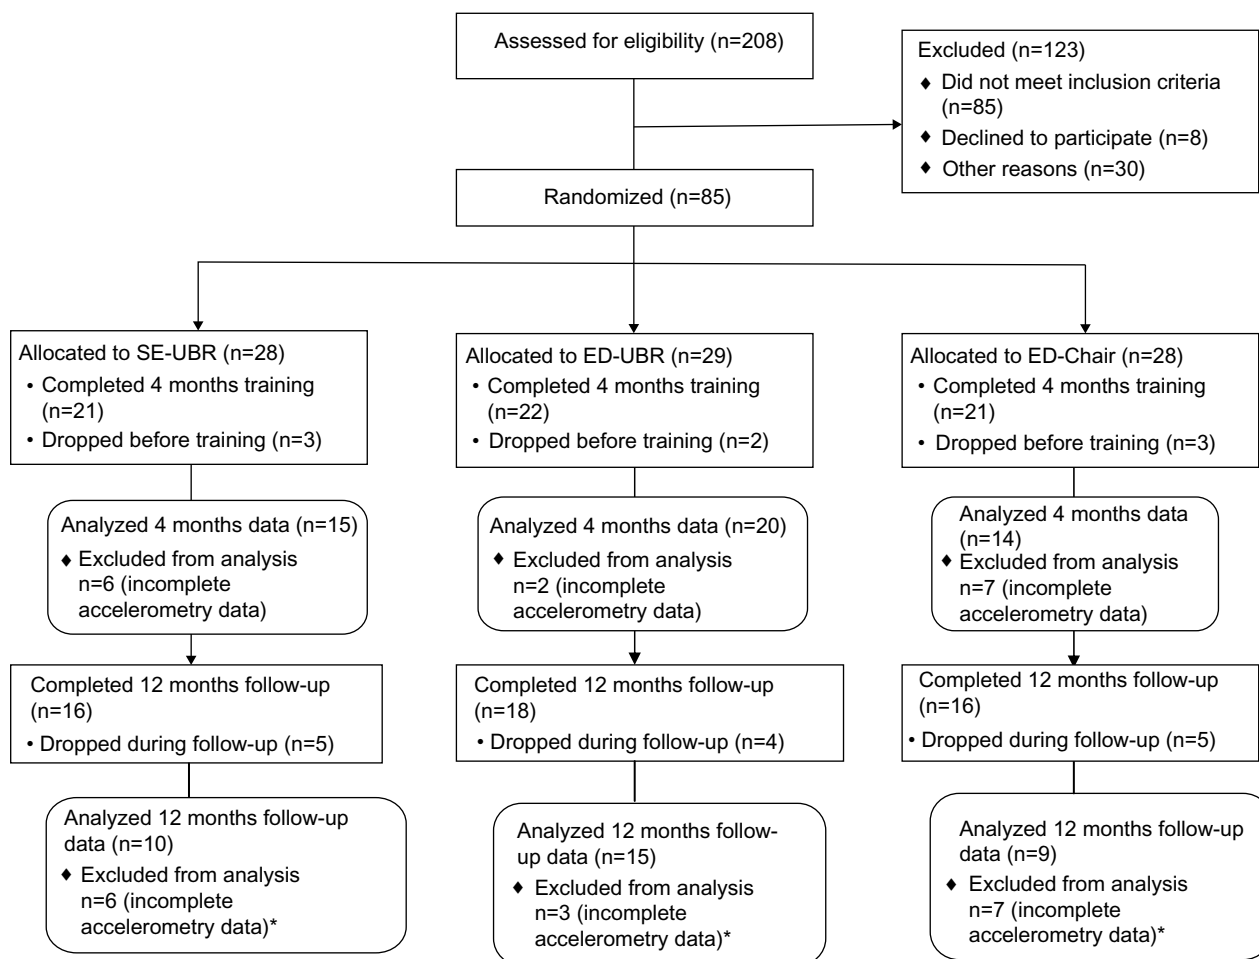 Assessed for eligibility (n=208)
Excluded (n=123)
♦ Did not meet inclusion criteria
(n=85)
♦ Declined to participate (n=8)
♦ Other reasons (n=30)
Randomized (n=85)
Allocated to SE-UBR (n=28)
• Completed 4 months training
(n=21)
• Dropped before training (n=3)
Allocated to ED-UBR (n=29)
• Completed 4 months training
(n=22)
• Dropped before training (n=2)
Allocated to ED-Chair (n=28)
• Completed 4 months training
(n=21)
• Dropped before training (n=3)
Analyzed 4 months data (n=15)
♦ Excluded from analysis
n=6 (incomplete
accelerometry data)
Analyzed 4 months data (n=20)
♦ Excluded from analysis
n=2 (incomplete
accelerometry data)
Analyzed 4 months data
(n=14)
♦ Excluded from analysis
n=7 (incomplete
accelerometry data)
Completed 12 months follow-up
(n=16)
• Dropped during follow-up (n=5)
Completed 12 months follow-up
(n=18)
• Dropped during follow-up (n=4)
Completed 12 months follow-up
(n=16)
• Dropped during follow-up (n=5)
Analyzed 12 months follow-up
data (n=10)
♦ Excluded from analysis
n=6 (incomplete
accelerometry data)*
Analyzed 12 months follow-
up data (n=15)
♦ Excluded from analysis
n=3 (incomplete
accelerometry data)*
Analyzed 12 months follow-up
data (n=9)
♦ Excluded from analysis
n=7 (incomplete
accelerometry data)*